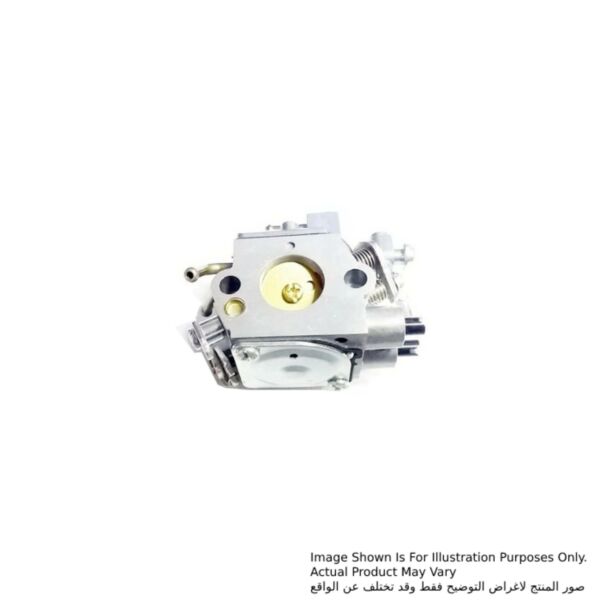 Image Shown Is For Illustration Purposes Only.
Actual Product May Vary
صور المنتج لاغراض التوضيح فقط وقد تختلف عن الواقع